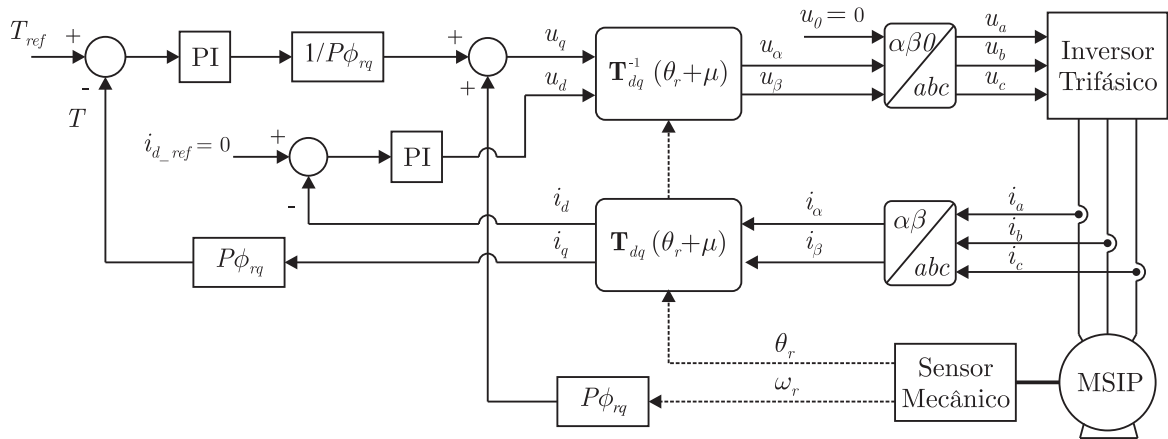 T_ref
+
-
PI
1/Pϕ_rq
+
+
u_q
u_d
T_dq^-1 (θ_r+μ)
u_α
u_β
u_0 = 0
αβ0
abc
u_a
u_b
u_c
Inversor
Trifásico
T
i_d_ref = 0
+
-
PI
i_d
i_q
T_dq (θ_r+μ)
i_α
i_β
αβ
abc
i_a
i_b
i_c
Pϕ_rq
θ_r
ω_r
Pϕ_rq
Sensor
Mecânico
MSIP